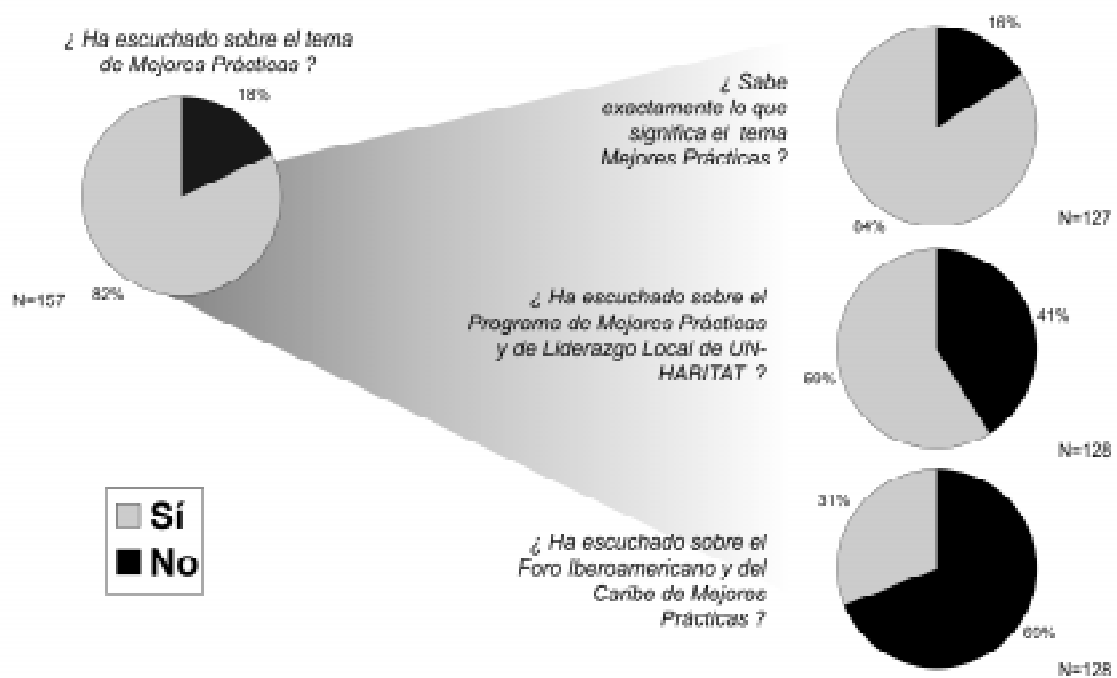 ¿ Ha escuchado sobre el tema
de Mejores Prácticas ?
18%
82%
N=157
¿ Sabe
exactamente lo que
significa el tema
Mejores Prácticas ?
16%
84%
N=127
¿ Ha escuchado sobre el
Programa de Mejores Prácticas
y de Liderazgo Local de UN-
HABITAT ?
41%
N=128
¿ Ha escuchado sobre el
Foro Iberoamericano y del
Caribe de Mejores
Prácticas ?
31%
69%
N=128
Sí
No